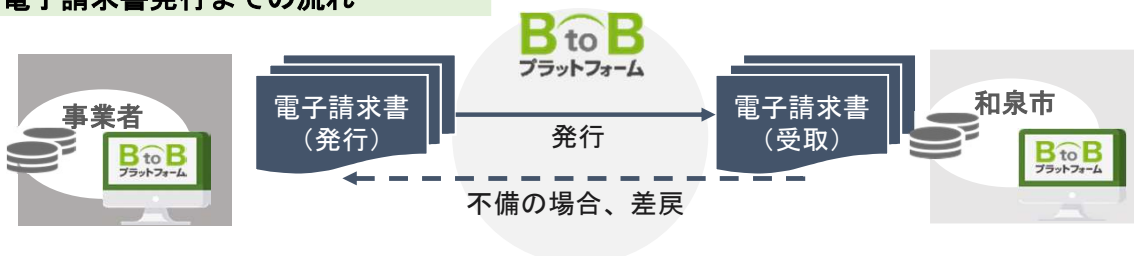 電子請求書発行までの流れ
B to B
プラットフォーム
事業者
B to B
プラットフォーム
電子請求書
（発行）
発行
電子請求書
（受取）
和泉市
B to B
プラットフォーム
不備の場合、差戻